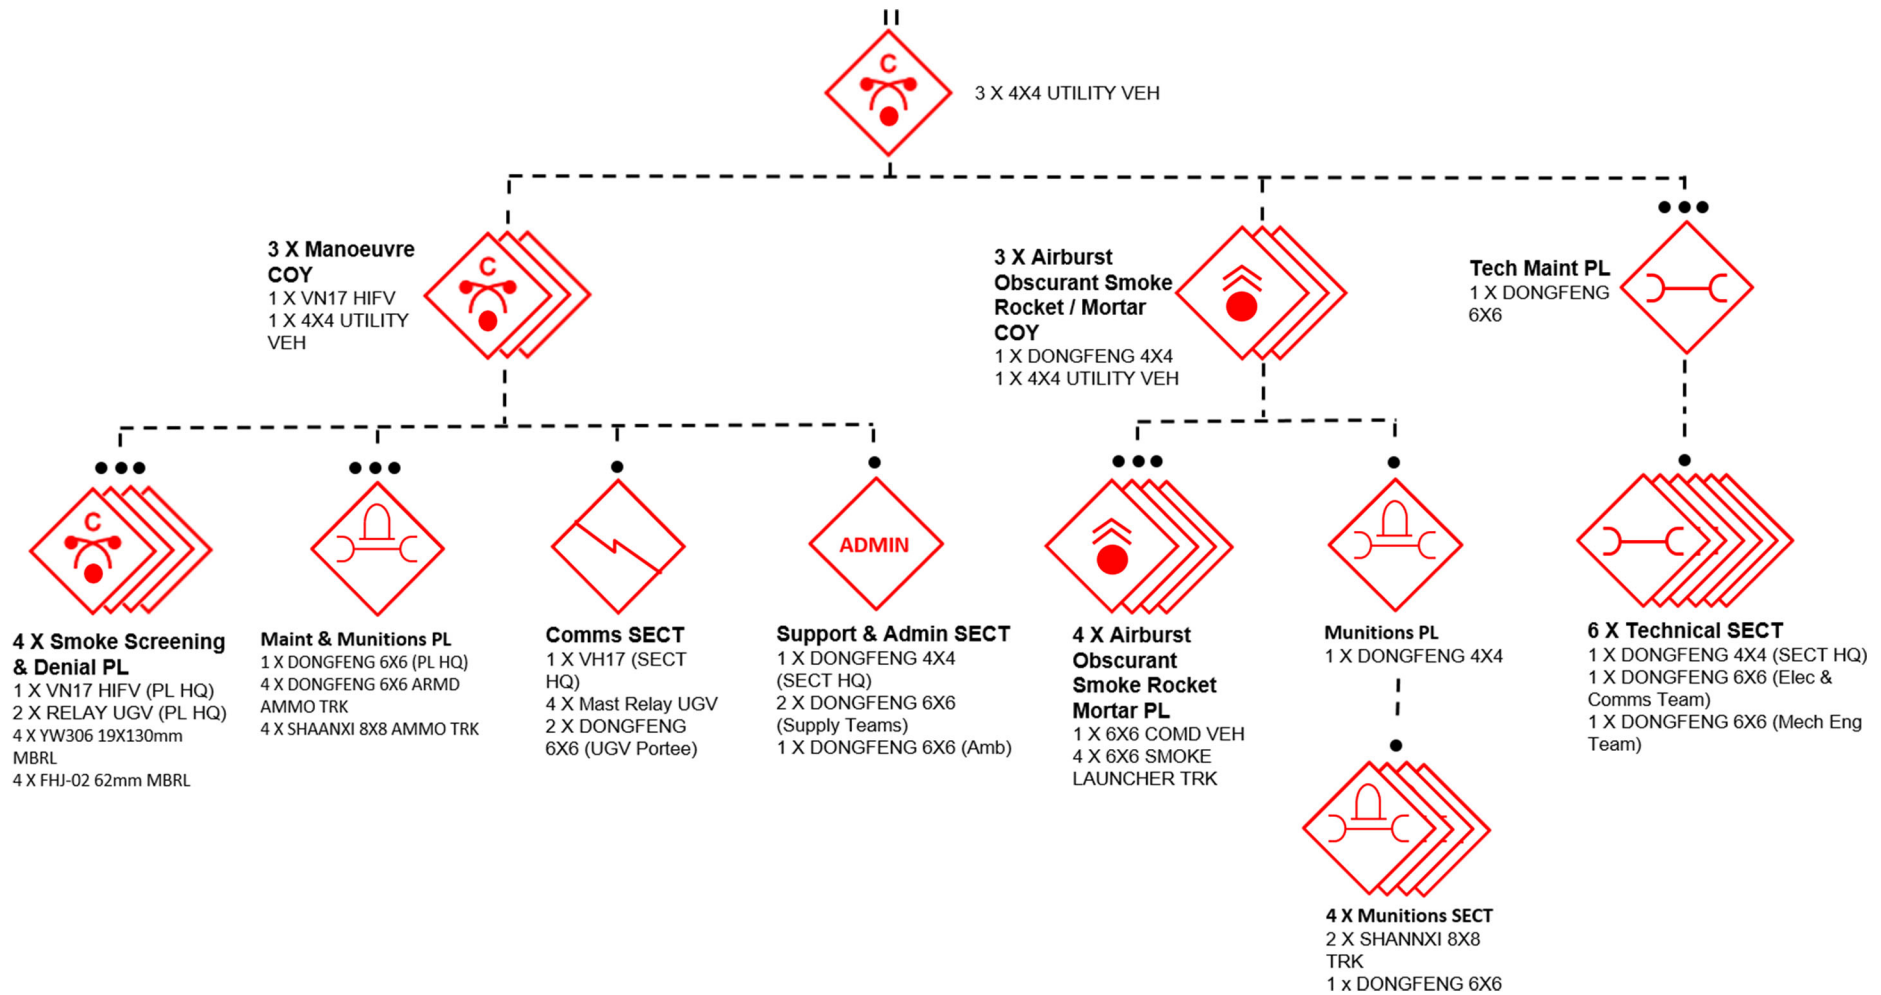 C
3 X 4X4 UTILITY VEH
3 X Manoeuvre
COY
1 X VN17 HIFV
1 X 4X4 UTILITY
VEH
C
3 X Airburst
Obscurant Smoke
Rocket / Mortar
COY
1 X DONGFENG 4X4
1 X 4X4 UTILITY VEH
Tech Maint PL
1 X DONGFENG
6X6
C
4 X Smoke Screening
& Denial PL
1 X VN17 HIFV (PL HQ)
2 X RELAY UGV (PL HQ)
4 X YW306 19X130mm
MBRL
4 X FHJ-02 62mm MBRL
Maint & Munitions PL
1 X DONGFENG 6X6 (PL HQ)
4 X DONGFENG 6X6 ARMD
AMMO TRK
4 X SHAANXI 8X8 AMMO TRK
Comms SECT
1 X VH17 (SECT
HQ)
4 X Mast Relay UGV
2 X DONGFENG
6X6 (UGV Portee)
ADMIN
Support & Admin SECT
1 X DONGFENG 4X4
(SECT HQ)
2 X DONGFENG 6X6
(Supply Teams)
1 X DONGFENG 6X6 (Amb)
4 X Airburst
Obscurant
Smoke Rocket
Mortar PL
1 X 6X6 COMD VEH
4 X 6X6 SMOKE
LAUNCHER TRK
Munitions PL
1 X DONGFENG 4X4
4 X Munitions SECT
2 X SHANNXI 8X8
TRK
1 x DONGFENG 6X6
6 X Technical SECT
1 X DONGFENG 4X4 (SECT HQ)
1 X DONGFENG 6X6 (Elec &
Comms Team)
1 X DONGFENG 6X6 (Mech Eng
Team)